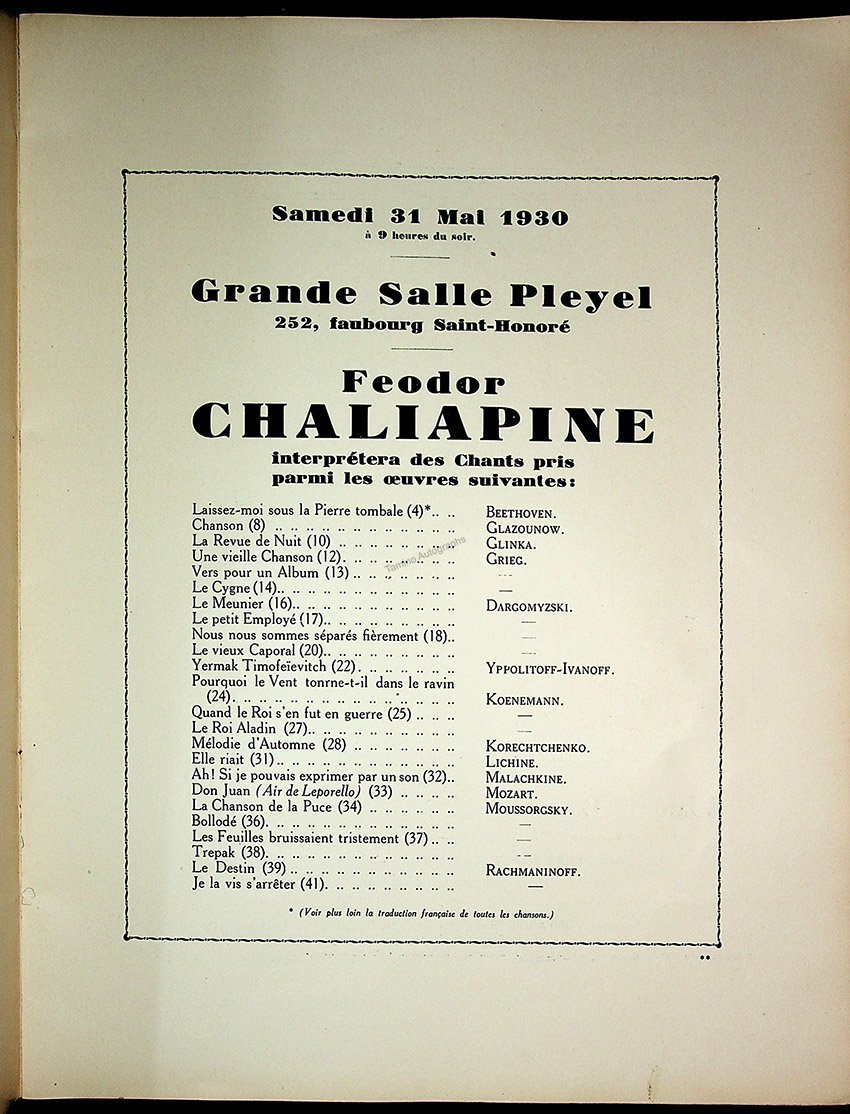 Samedi 31 Mai 1930
à 9 heures du soir.
Grande Salle Pleyel
252, faubourg Saint-Honoré
Feodor
CHALIAPINE
interprétera des Chants pris
parmi les œuvres suivantes:
Laissez-moi sous la Pierre tombale (4)*.. .. BEETHOVEN.
Chanson (8) .. .. .. .. .. .. .. .. .. .. .. .. GLAZOUNOW.
La Revue de Nuit (10) .. .. .. .. .. .. .. .. GLINKA.
Une vieille Chanson (12). .. .. .. .. .. .. .. GRIEG.
Vers pour un Album (13) .. .. .. .. .. .. .. —
Le Cygne (14).. .. .. .. .. .. .. .. .. .. .. —
Le Meunier (16).. .. .. .. .. .. .. .. .. .. DARGOMYZSKI.
Le petit Employé (17).. .. .. .. .. .. .. .. —
Nous nous sommes séparés fièrement (18).. —
Le vieux Caporal (20).. .. .. .. .. .. .. .. —
Yermak Timofeïevitch (22). .. .. .. .. .. .. YPPOLITOFF-IVANOFF.
Pourquoi le Vent tonrne-t-il dans le ravin
(24). .. .. .. .. .. .. .. .. .. .. .. .. .. KOENEMANN.
Quand le Roi s'en fut en guerre (25) .. .. .. —
Le Roi Aladin (27).. .. .. .. .. .. .. .. .. —
Mélodie d'Automne (28) .. .. .. .. .. .. .. KORECHTCHENKO.
Elle riait (31).. .. .. .. .. .. .. .. .. .. .. LICHINE.
Ah! Si je pouvais exprimer par un son (32).. MALACHKINE.
Don Juan (Air de Leporello) (33) .. .. .. .. MOZART.
La Chanson de la Puce (34) .. .. .. .. .. .. MOUSSORGSKY.
Bollodé (36). .. .. .. .. .. .. .. .. .. .. .. —
Les Feuilles bruissaient tristement (37) .. .. —
Trepak (38). .. .. .. .. .. .. .. .. .. .. .. —
Le Destin (39) .. .. .. .. .. .. .. .. .. .. .. RACHMANINOFF.
Je la vis s'arrêter (41). .. .. .. .. .. .. .. .. —
* (Voir plus loin la traduction française de toutes les chansons.)
**
Tamino Autographs